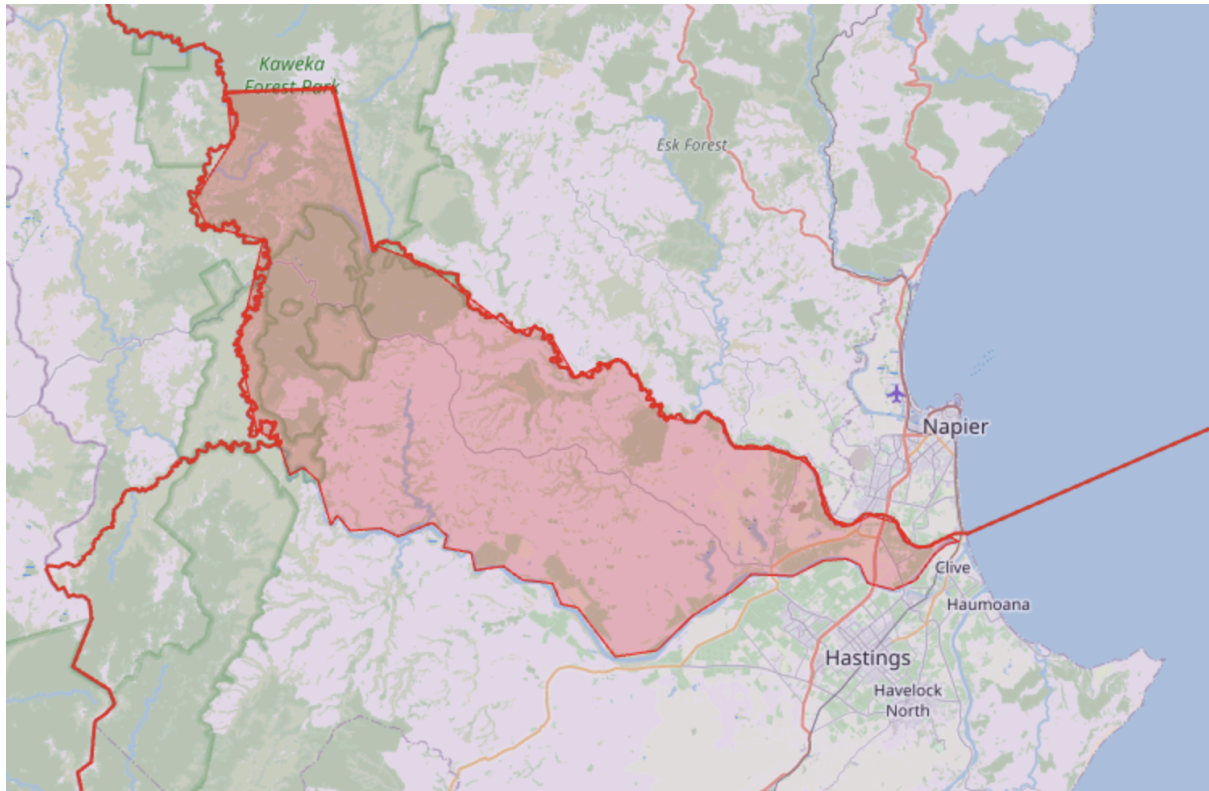 Kaweka
Forest Park
Esk Forest
Napier
Clive
Haumoana
Hastings
Havelock
North